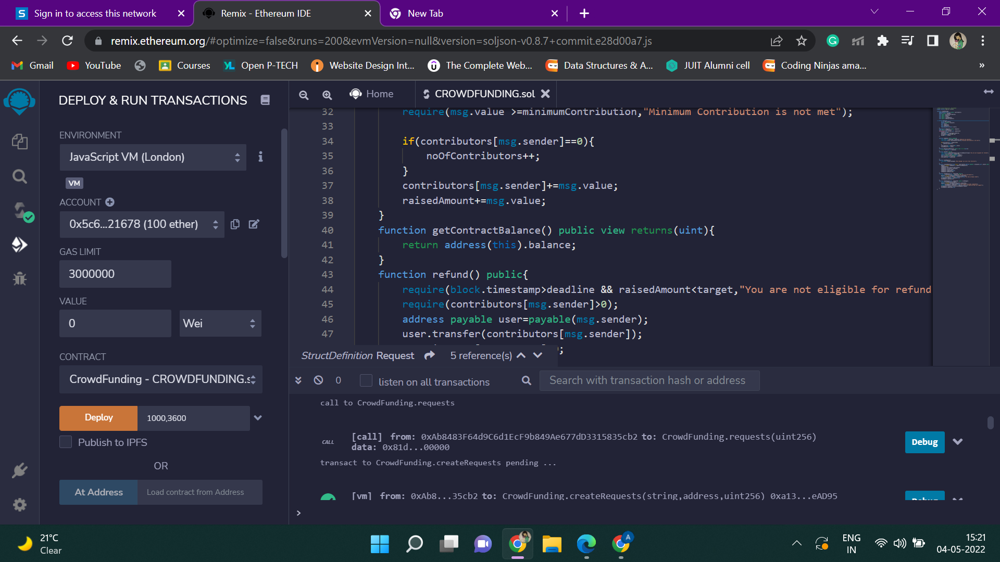 Sign in to access this network
Remix - Ethereum IDE
New Tab
remix.ethereum.org/#optimize=false&runs=200&evmVersion=null&version=soljson-v0.8.7+commit.e28d00a7.js
Gmail
YouTube
Courses
YL
Open P-TECH
Website Design Int...
The Complete Web...
Data Structures & A...
JUIT Alumni cell
Coding Ninjas ama...
»
DEPLOY & RUN TRANSACTIONS
ENVIRONMENT
JavaScript VM (London)
VM
ACCOUNT
0x5c6...21678 (100 ether)
GAS LIMIT
3000000
VALUE
0
Wei
CONTRACT
CrowdFunding - CROWDFUNDING.s
Deploy
1000,3600
Publish to IPFS
OR
At Address
Load contract from Address
Home
CROWDFUNDING.sol
32 require(msg.value >=minimumContribution,"Minimum Contribution is not met");
33
34 if(contributors[msg.sender]==0){
35 noOfContributors++;
36 }
37 contributors[msg.sender]+=msg.value;
38 raisedAmount+=msg.value;
39 }
40 function getContractBalance() public view returns(uint){
41 return address(this).balance;
42 }
43 function refund() public{
44 require(block.timestamp>deadline && raisedAmount<target,"You are not eligible for refund
45 require(contributors[msg.sender]>0);
46 address payable user=payable(msg.sender);
47 user.transfer(contributors[msg.sender]);
StructDefinition Request
5 reference(s)
0
listen on all transactions
Search with transaction hash or address
call to CrowdFunding.requests
CALL
[call] from: 0xAb8483F64d9C6d1EcF9b849Ae677dD3315835cb2 to: CrowdFunding.requests(uint256)
data: 0x81d...00000
Debug
transact to CrowdFunding.createRequests pending ...
[vm] from: 0xAb8...35cb2 to: CrowdFunding.createRequests(string,address,uint256) 0xa13...eAD95
Debug
>
21°C
Clear
ENG
IN
15:21
04-05-2022